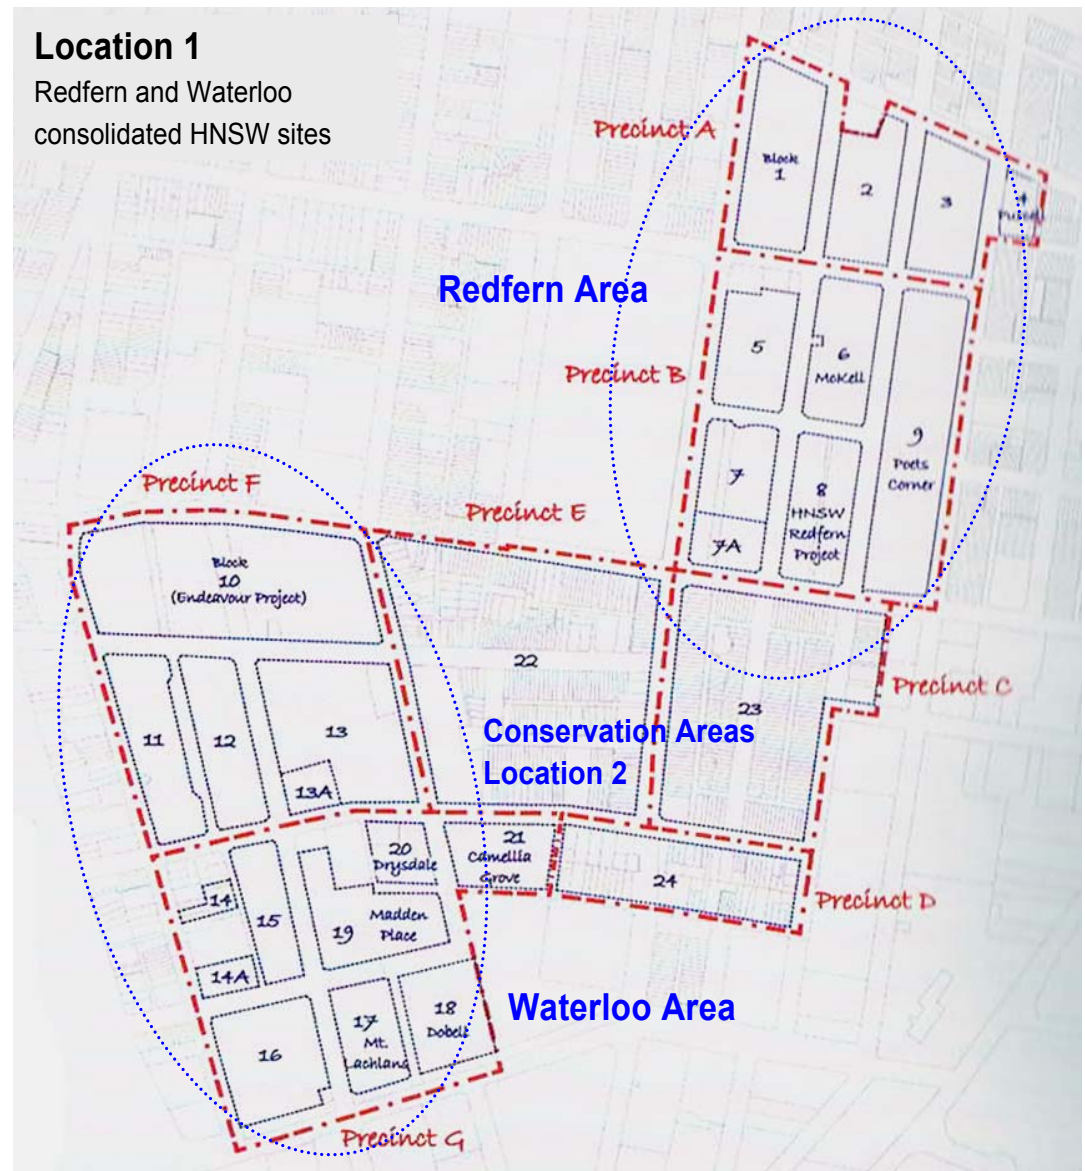 Location 1
Redfern and Waterloo
consolidated HNSW sites
Precinct A
Block
1
2
3
4
Redfern Area
Precinct B
5
6
McKell
9
Poets
Corner
7
7A
8
HNSW
Redfern
Project
Precinct F
Precinct E
Block
10
(Endeavour Project)
22
Precinct C
23
11
12
13
13A
Conservation Areas
Location 2
20
Drysdale
21
Camellia
Grove
24
Precinct D
14
15
19
Madden
Place
14A
16
17
Mt.
Lachlan
18
Dobell
Waterloo Area
Precinct G